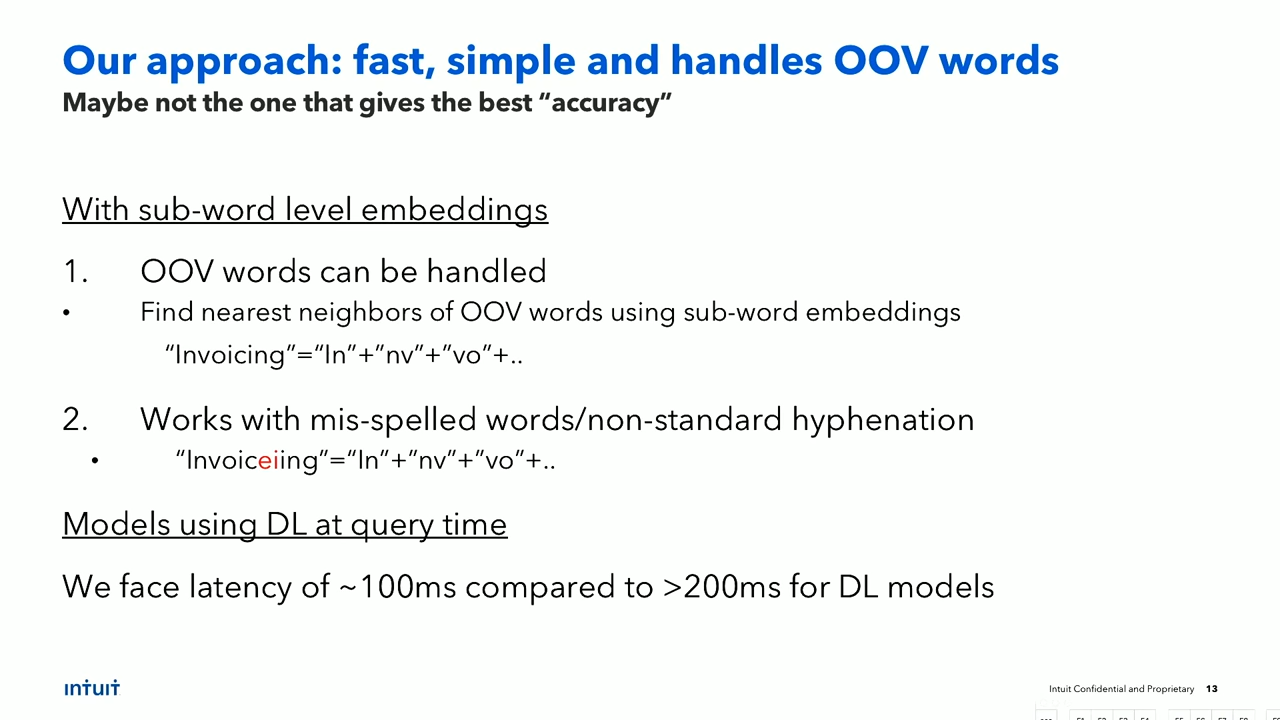 Our approach: fast, simple and handles OOV words
Maybe not the one that gives the best “accuracy”
With sub-word level embeddings
1. OOV words can be handled
• Find nearest neighbors of OOV words using sub-word embeddings
“Invoicing”=“In”+”nv”+”vo”+..
2. Works with mis-spelled words/non-standard hyphenation
• “Invoiceiing”=“In”+”nv”+”vo”+..
Models using DL at query time
We face latency of ~100ms compared to >200ms for DL models
ıntuıt
Intuit Confidential and Proprietary 13